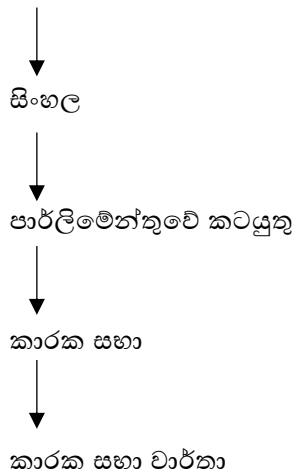 සිංහල
පාර්ලිමේන්තුවේ කටයුතු
කාරක සභා
කාරක සභා වාර්තා